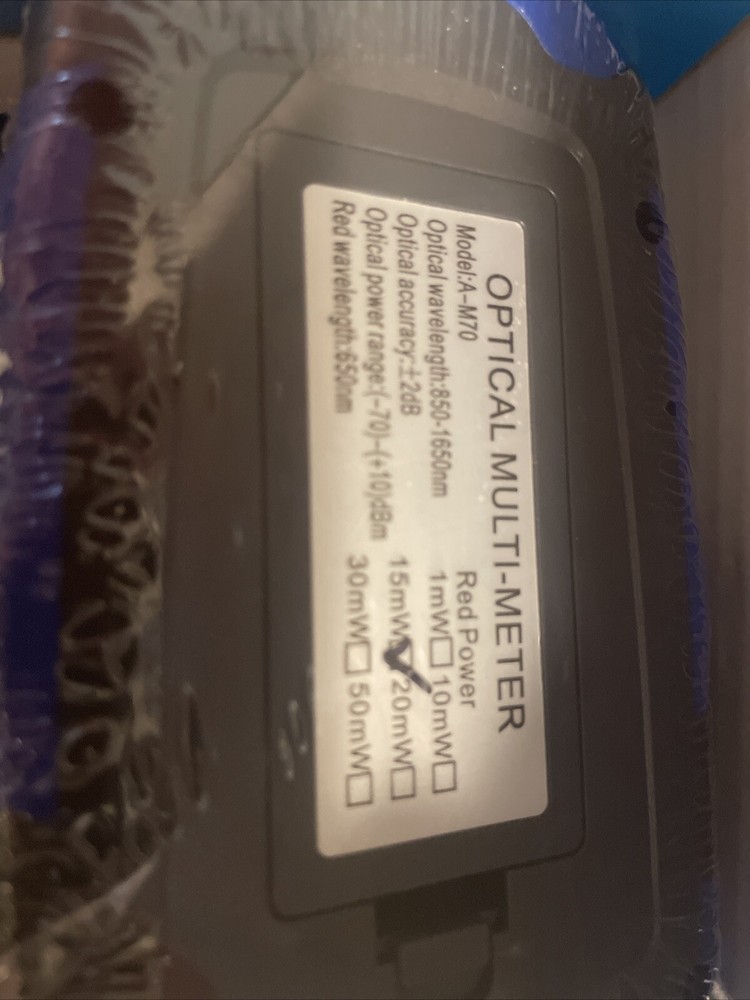 OPTICAL MULTI-METER
Model:A-M70
Optical wavelength:850-1650nm
Optical accuracy:±2dB
Optical power range:(-70)-(+10)dBm
Red wavelength:650nm
Red Power
1mW□ 10mW□
15mW☑ 20mW□
30mW□ 50mW□